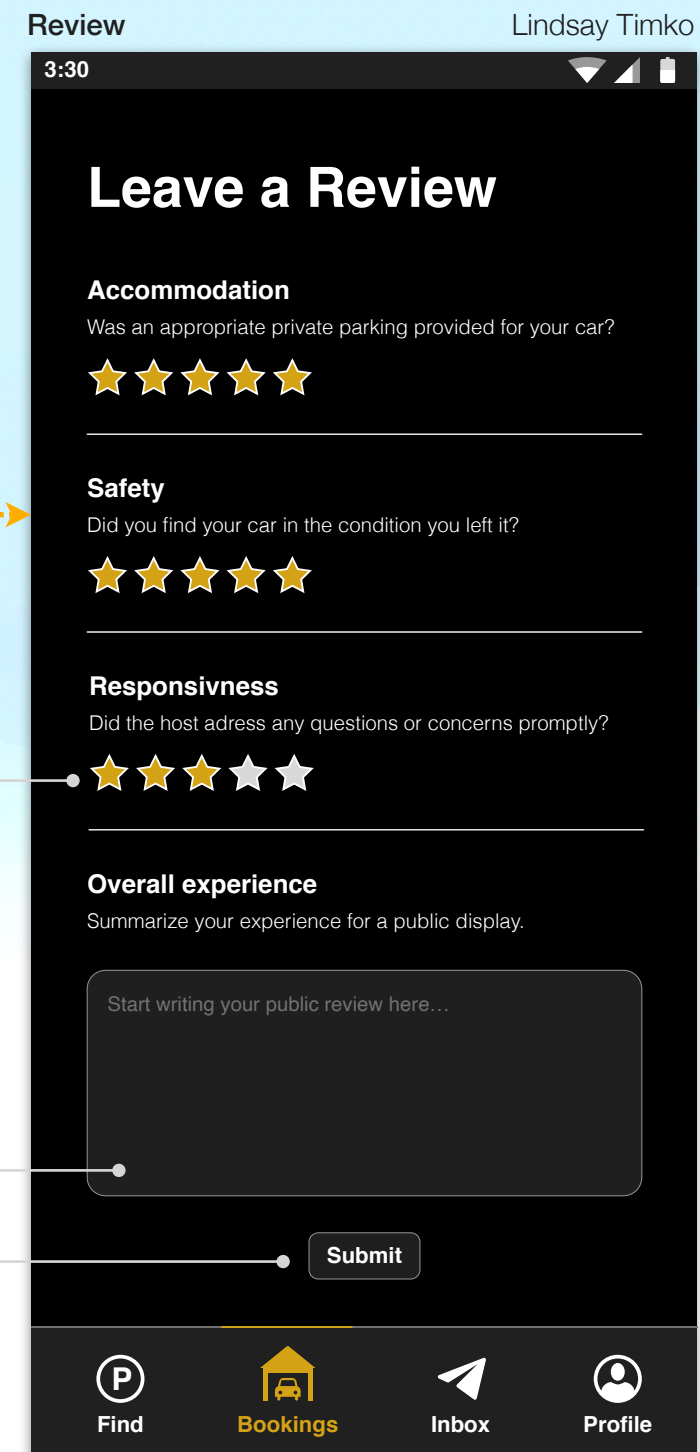 Review Lindsay Timko
3:30
Leave a Review
Accommodation
Was an appropriate private parking provided for your car?
Safety
Did you find your car in the condition you left it?
Responsivness
Did the host adress any questions or concerns promptly?
Overall experience
Summarize your experience for a public display.
Start writing your public review here…
Submit
P
Find Bookings Inbox Profile